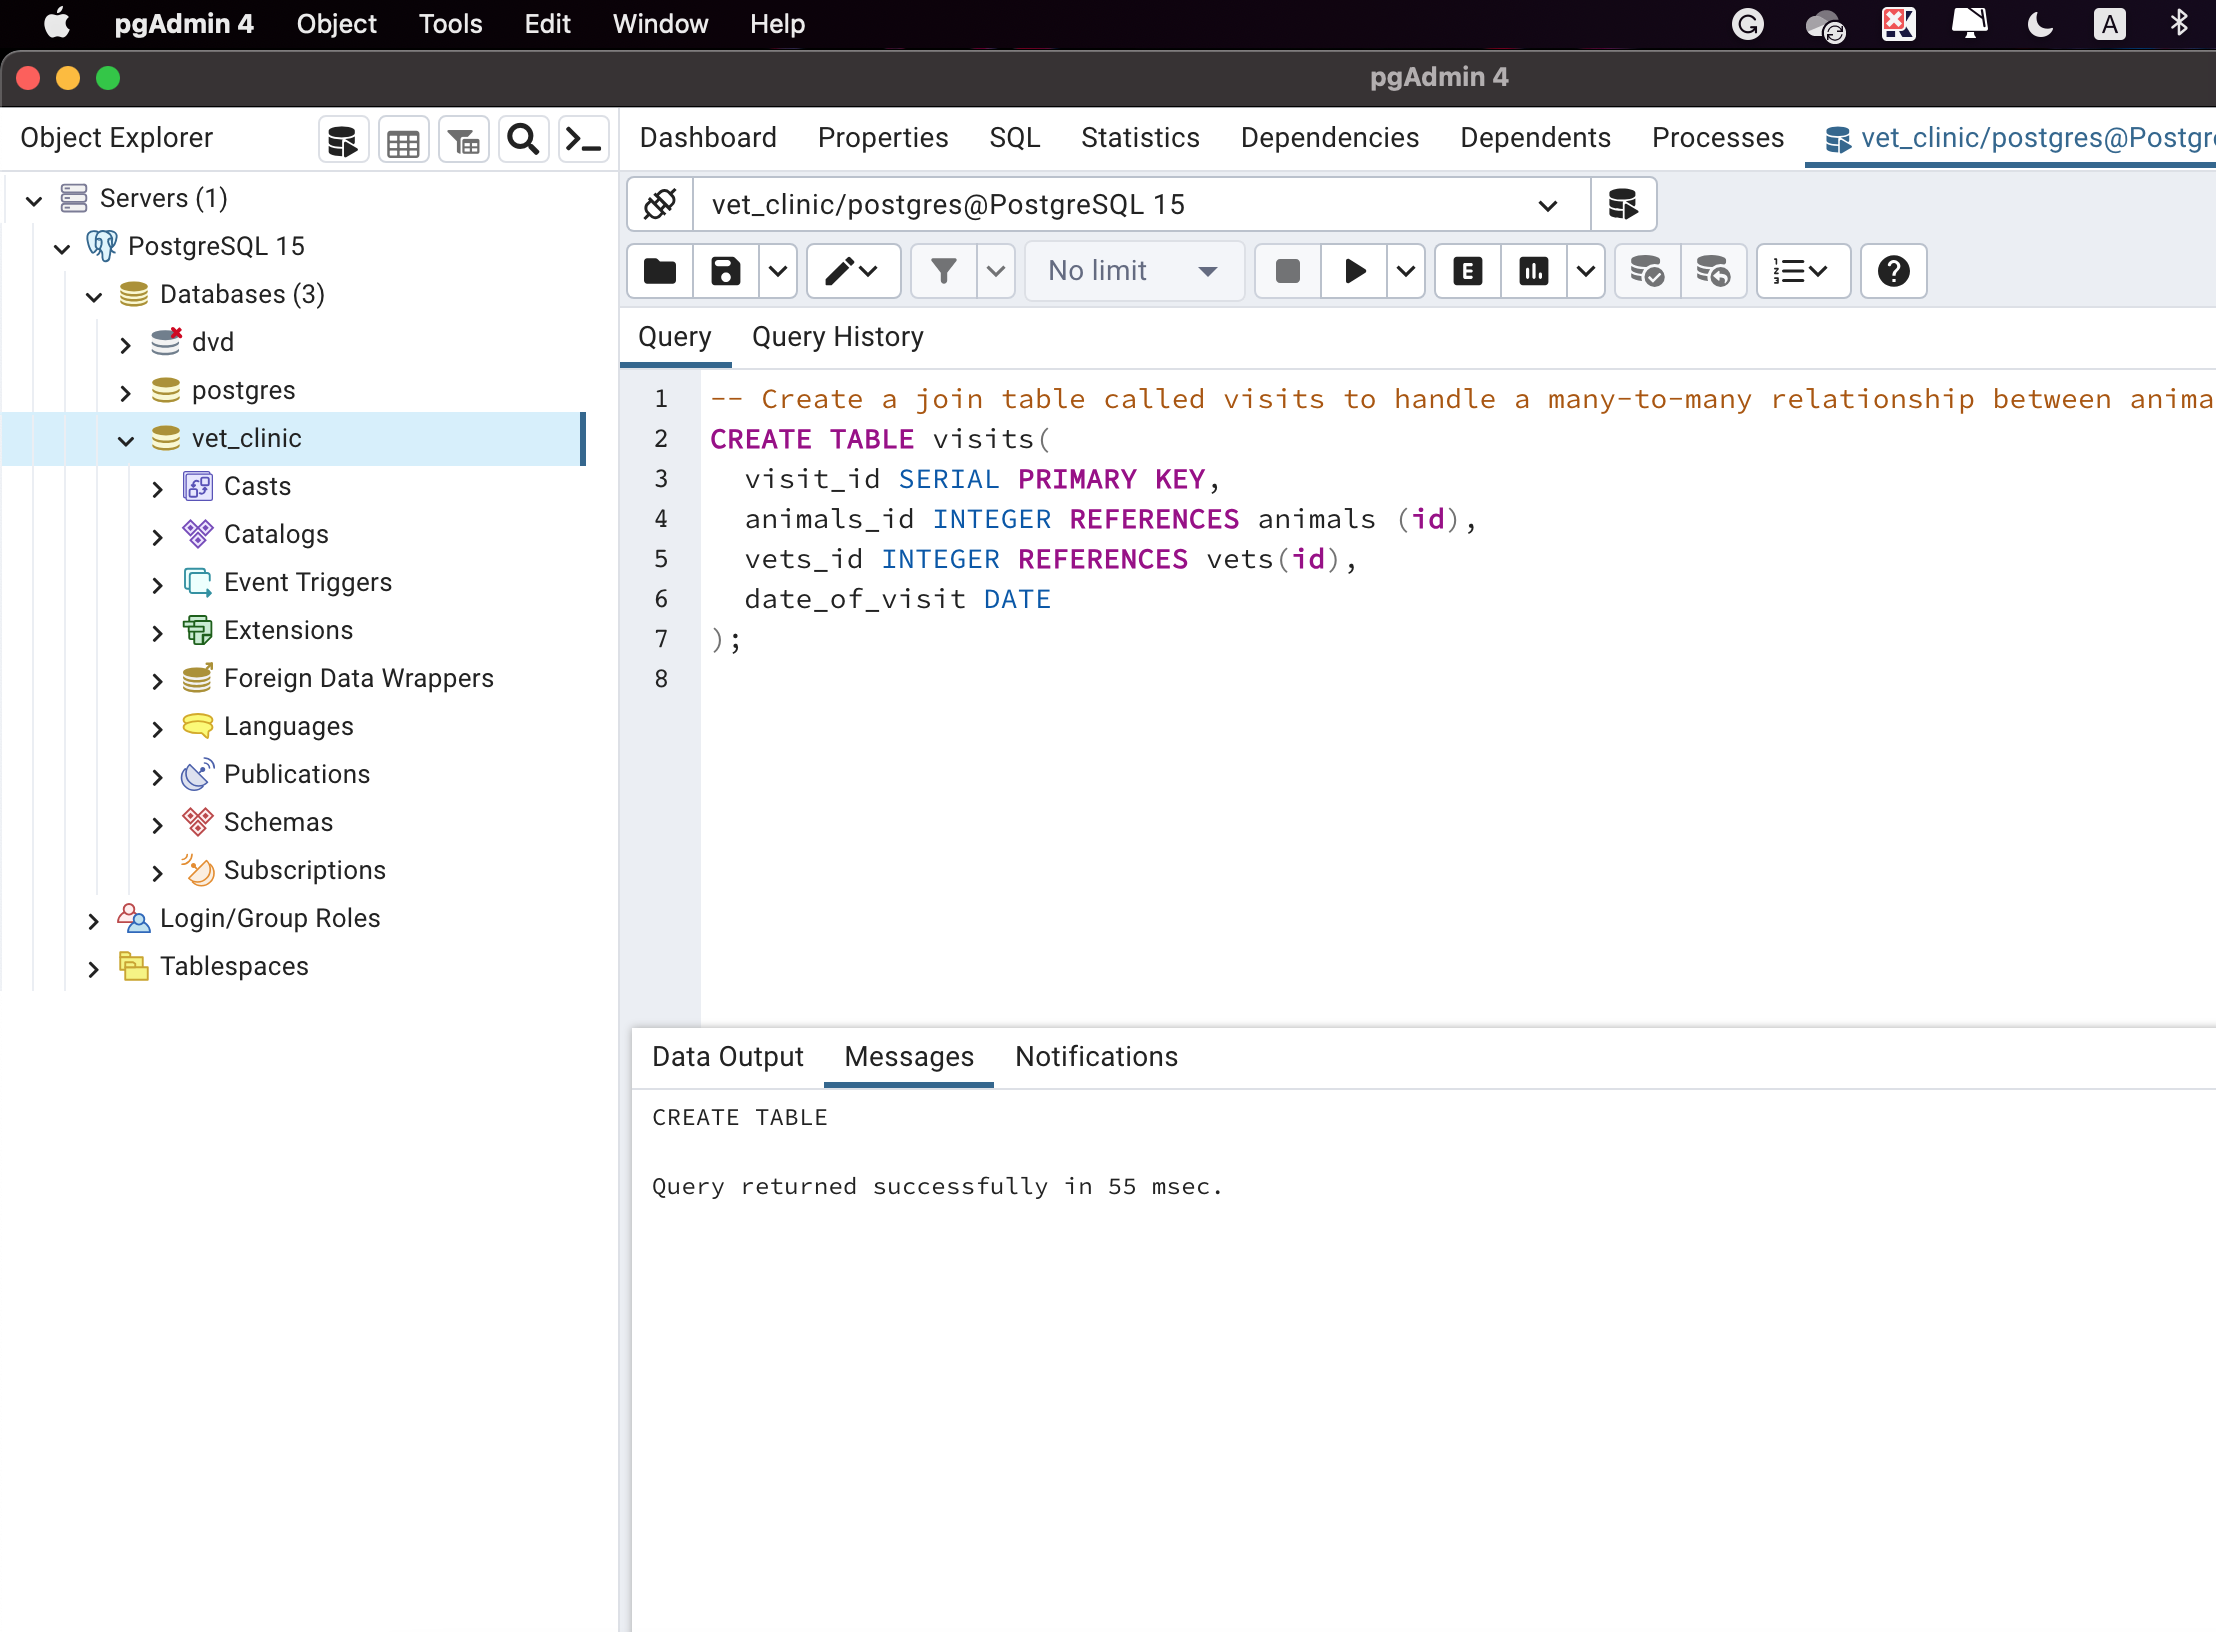 pgAdmin 4 Object Tools Edit Window Help
pgAdmin 4
Object Explorer
Dashboard Properties SQL Statistics Dependencies Dependents Processes vet_clinic/postgres@Postgr
Servers (1)
PostgreSQL 15
Databases (3)
dvd
postgres
vet_clinic
Casts
Catalogs
Event Triggers
Extensions
Foreign Data Wrappers
Languages
Publications
Schemas
Subscriptions
Login/Group Roles
Tablespaces
vet_clinic/postgres@PostgreSQL 15
No limit
Query Query History
1 -- Create a join table called visits to handle a many-to-many relationship between anima
2 CREATE TABLE visits(
3 visit_id SERIAL PRIMARY KEY,
4 animals_id INTEGER REFERENCES animals (id),
5 vets_id INTEGER REFERENCES vets(id),
6 date_of_visit DATE
7 );
8
Data Output Messages Notifications
CREATE TABLE
Query returned successfully in 55 msec.